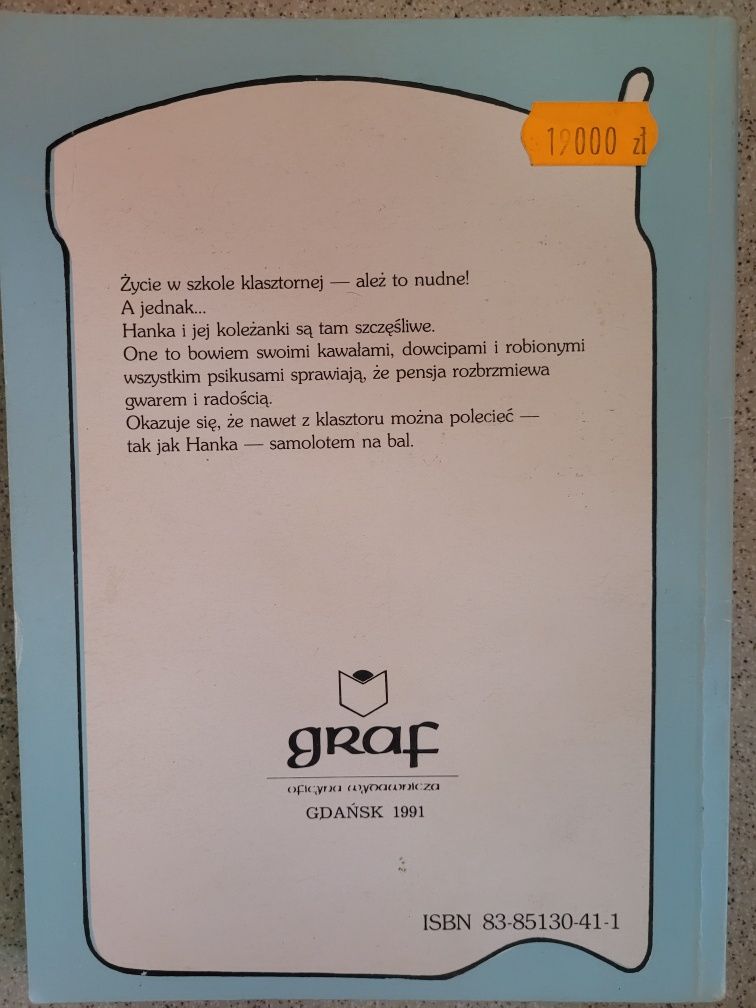 19000 zł
Życie w szkole klasztornej — ależ to nudne!
A jednak...
Hanka i jej koleżanki są tam szczęśliwe.
One to bowiem swoimi kawałami, dowcipami i robionymi
wszystkim psikusami sprawiają, że pensja rozbrzmiewa
gwarem i radością.
Okazuje się, że nawet z klasztoru można polecieć —
tak jak Hanka — samolotem na bal.
graf
oficyna wydawnicza
GDAŃSK 1991
ISBN 83-85130-41-1